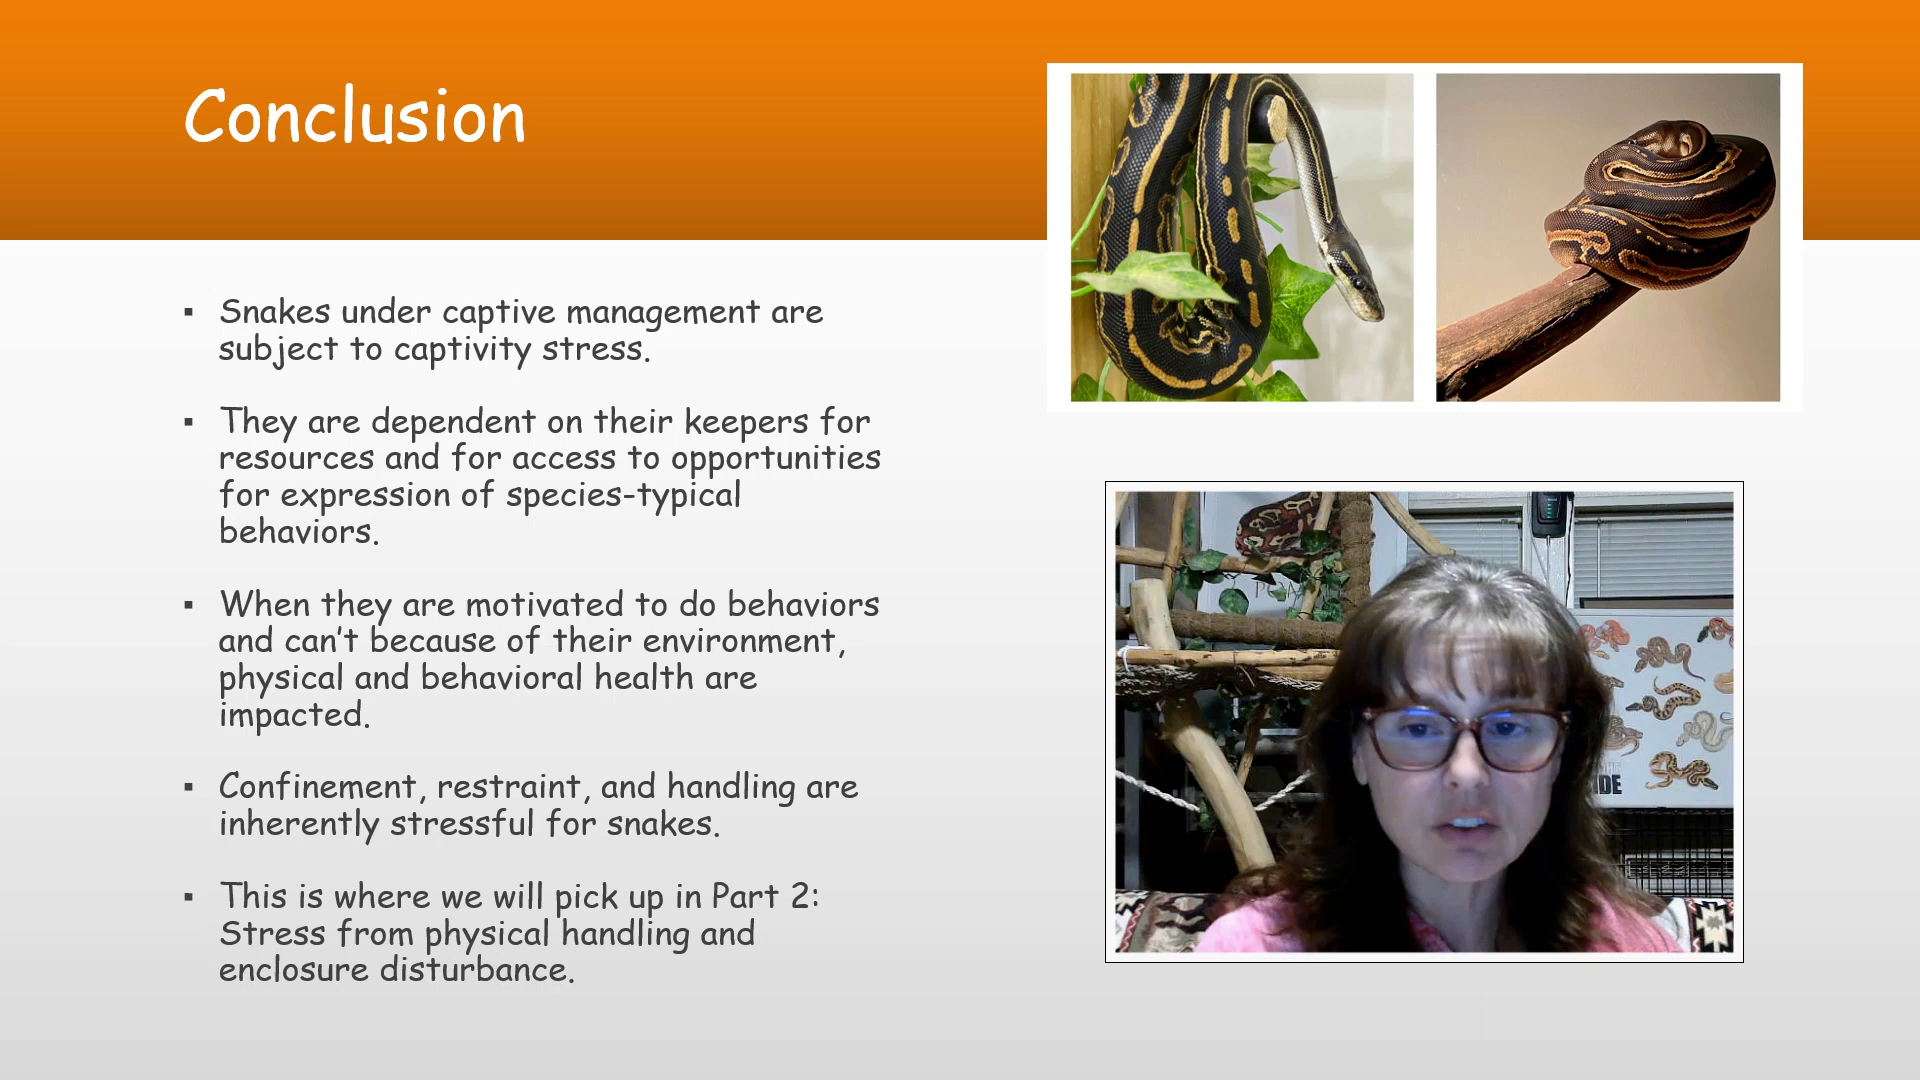 Conclusion
▪ Snakes under captive management are
subject to captivity stress.
▪ They are dependent on their keepers for
resources and for access to opportunities
for expression of species-typical
behaviors.
▪ When they are motivated to do behaviors
and can't because of their environment,
physical and behavioral health are
impacted.
▪ Confinement, restraint, and handling are
inherently stressful for snakes.
▪ This is where we will pick up in Part 2:
Stress from physical handling and
enclosure disturbance.